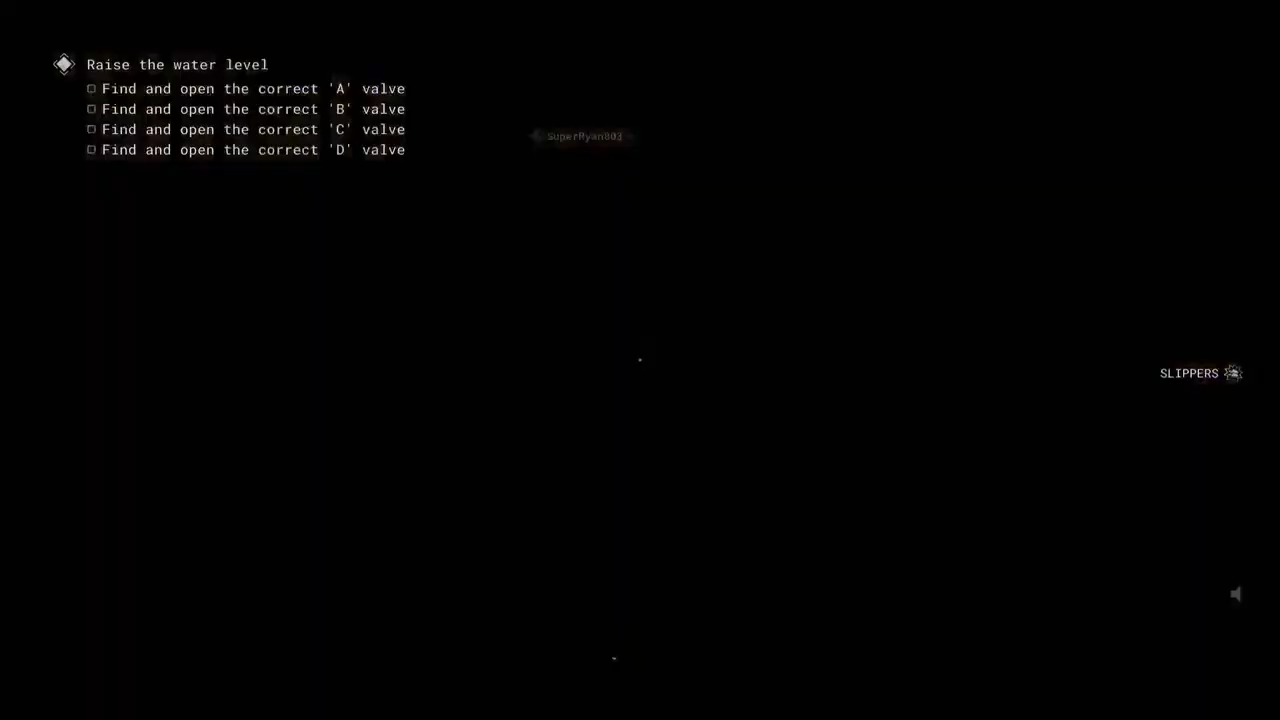 Raise the water level
Find and open the correct 'A' valve
Find and open the correct 'B' valve
Find and open the correct 'C' valve
Find and open the correct 'D' valve
SuperRyan803
SLIPPERS